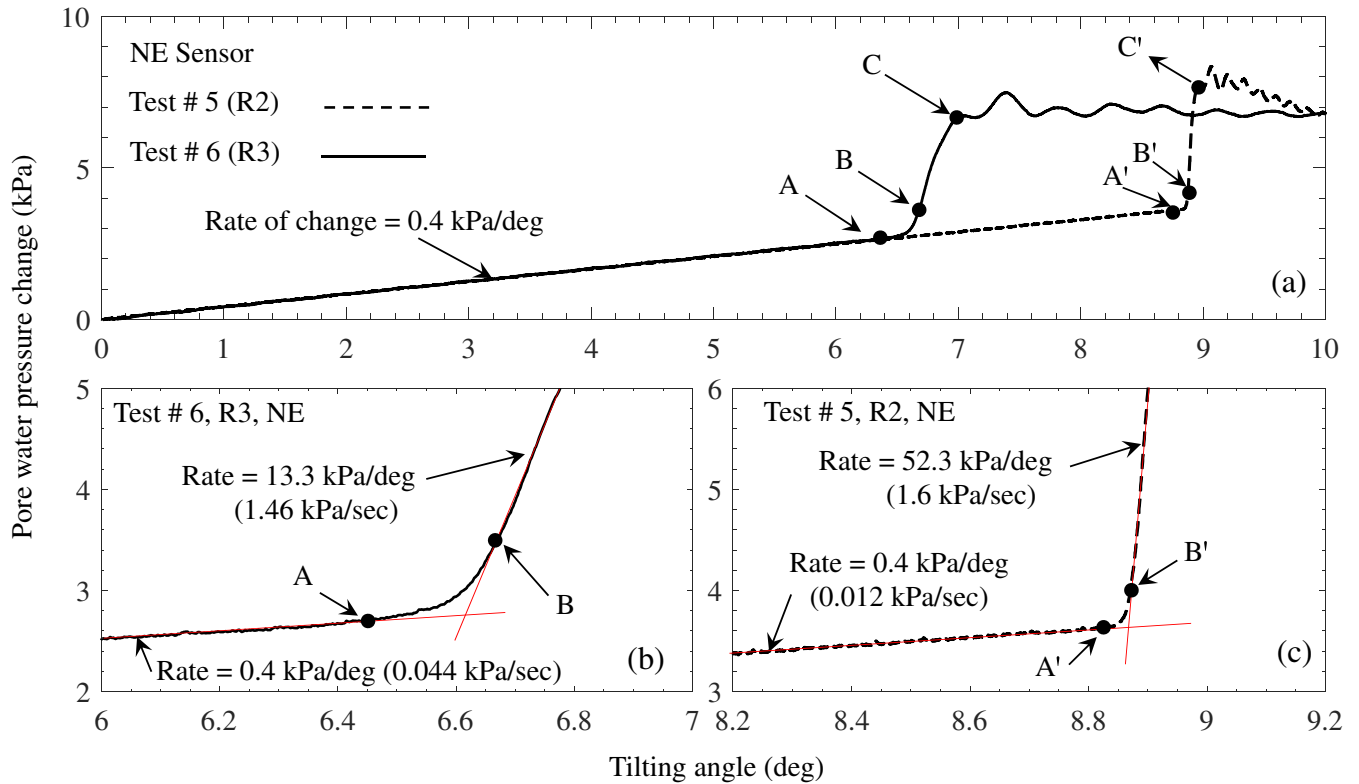 Pore water pressure change (kPa)
10
5
0
NE Sensor
Test # 5 (R2)
Test # 6 (R3)
Rate of change = 0.4 kPa/deg
A
B
C
A'
B'
C'
(a)
0 1 2 3 4 5 6 7 8 9 10
5
4
3
2
Test # 6, R3, NE
Rate = 13.3 kPa/deg
(1.46 kPa/sec)
A
B
Rate = 0.4 kPa/deg (0.044 kPa/sec)
(b)
6 6.2 6.4 6.6 6.8 7
6
5
4
3
Test # 5, R2, NE
Rate = 52.3 kPa/deg
(1.6 kPa/sec)
Rate = 0.4 kPa/deg
(0.012 kPa/sec)
B'
A'
(c)
8.2 8.4 8.6 8.8 9 9.2
Tilting angle (deg)